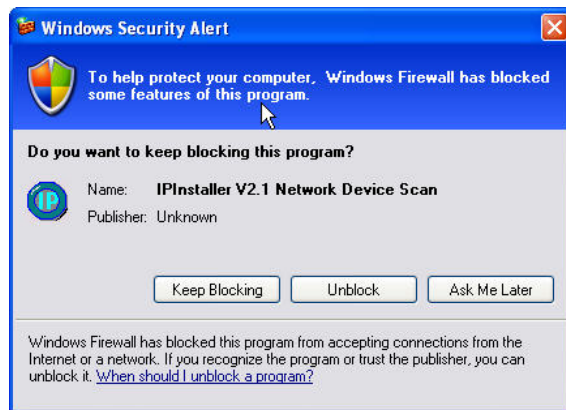 Windows Security Alert
To help protect your computer, Windows Firewall has blocked
some features of this program.
Do you want to keep blocking this program?
IP
Name: IPInstaller V2.1 Network Device Scan
Publisher: Unknown
Keep Blocking Unblock Ask Me Later
Windows Firewall has blocked this program from accepting connections from the
Internet or a network. If you recognize the program or trust the publisher, you can
unblock it. When should I unblock a program?